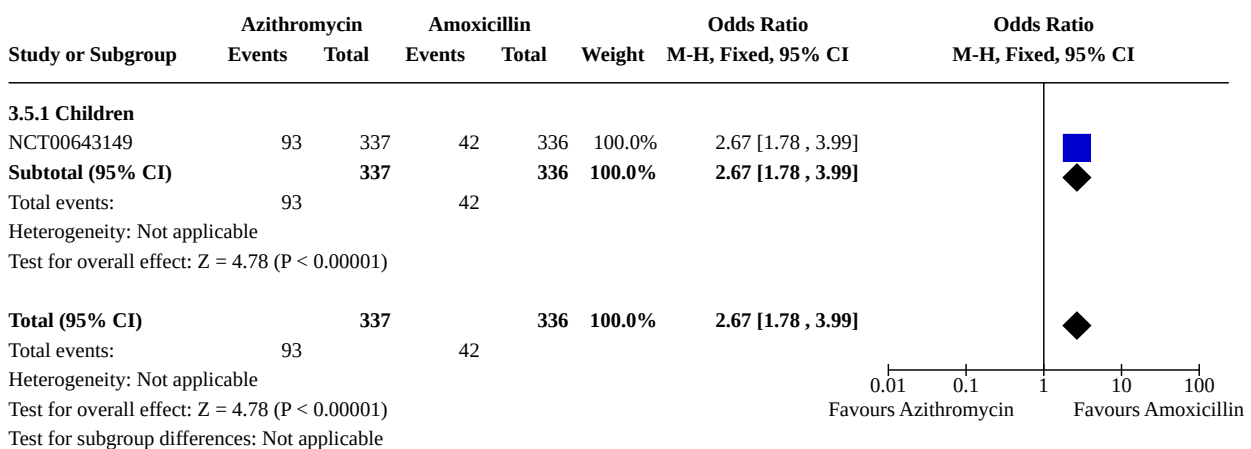 Azithromycin Amoxicillin Odds Ratio Odds Ratio
Study or Subgroup Events Total Events Total Weight M-H, Fixed, 95% CI M-H, Fixed, 95% CI
3.5.1 Children
NCT00643149 93 337 42 336 100.0% 2.67 [1.78 , 3.99]
Subtotal (95% CI) 337 336 100.0% 2.67 [1.78 , 3.99]
Total events: 93 42
Heterogeneity: Not applicable
Test for overall effect: Z = 4.78 (P < 0.00001)
Total (95% CI) 337 336 100.0% 2.67 [1.78 , 3.99]
Total events: 93 42
Heterogeneity: Not applicable 0.01 0.1 1 10 100
Test for overall effect: Z = 4.78 (P < 0.00001) Favours Azithromycin Favours Amoxicillin
Test for subgroup differences: Not applicable